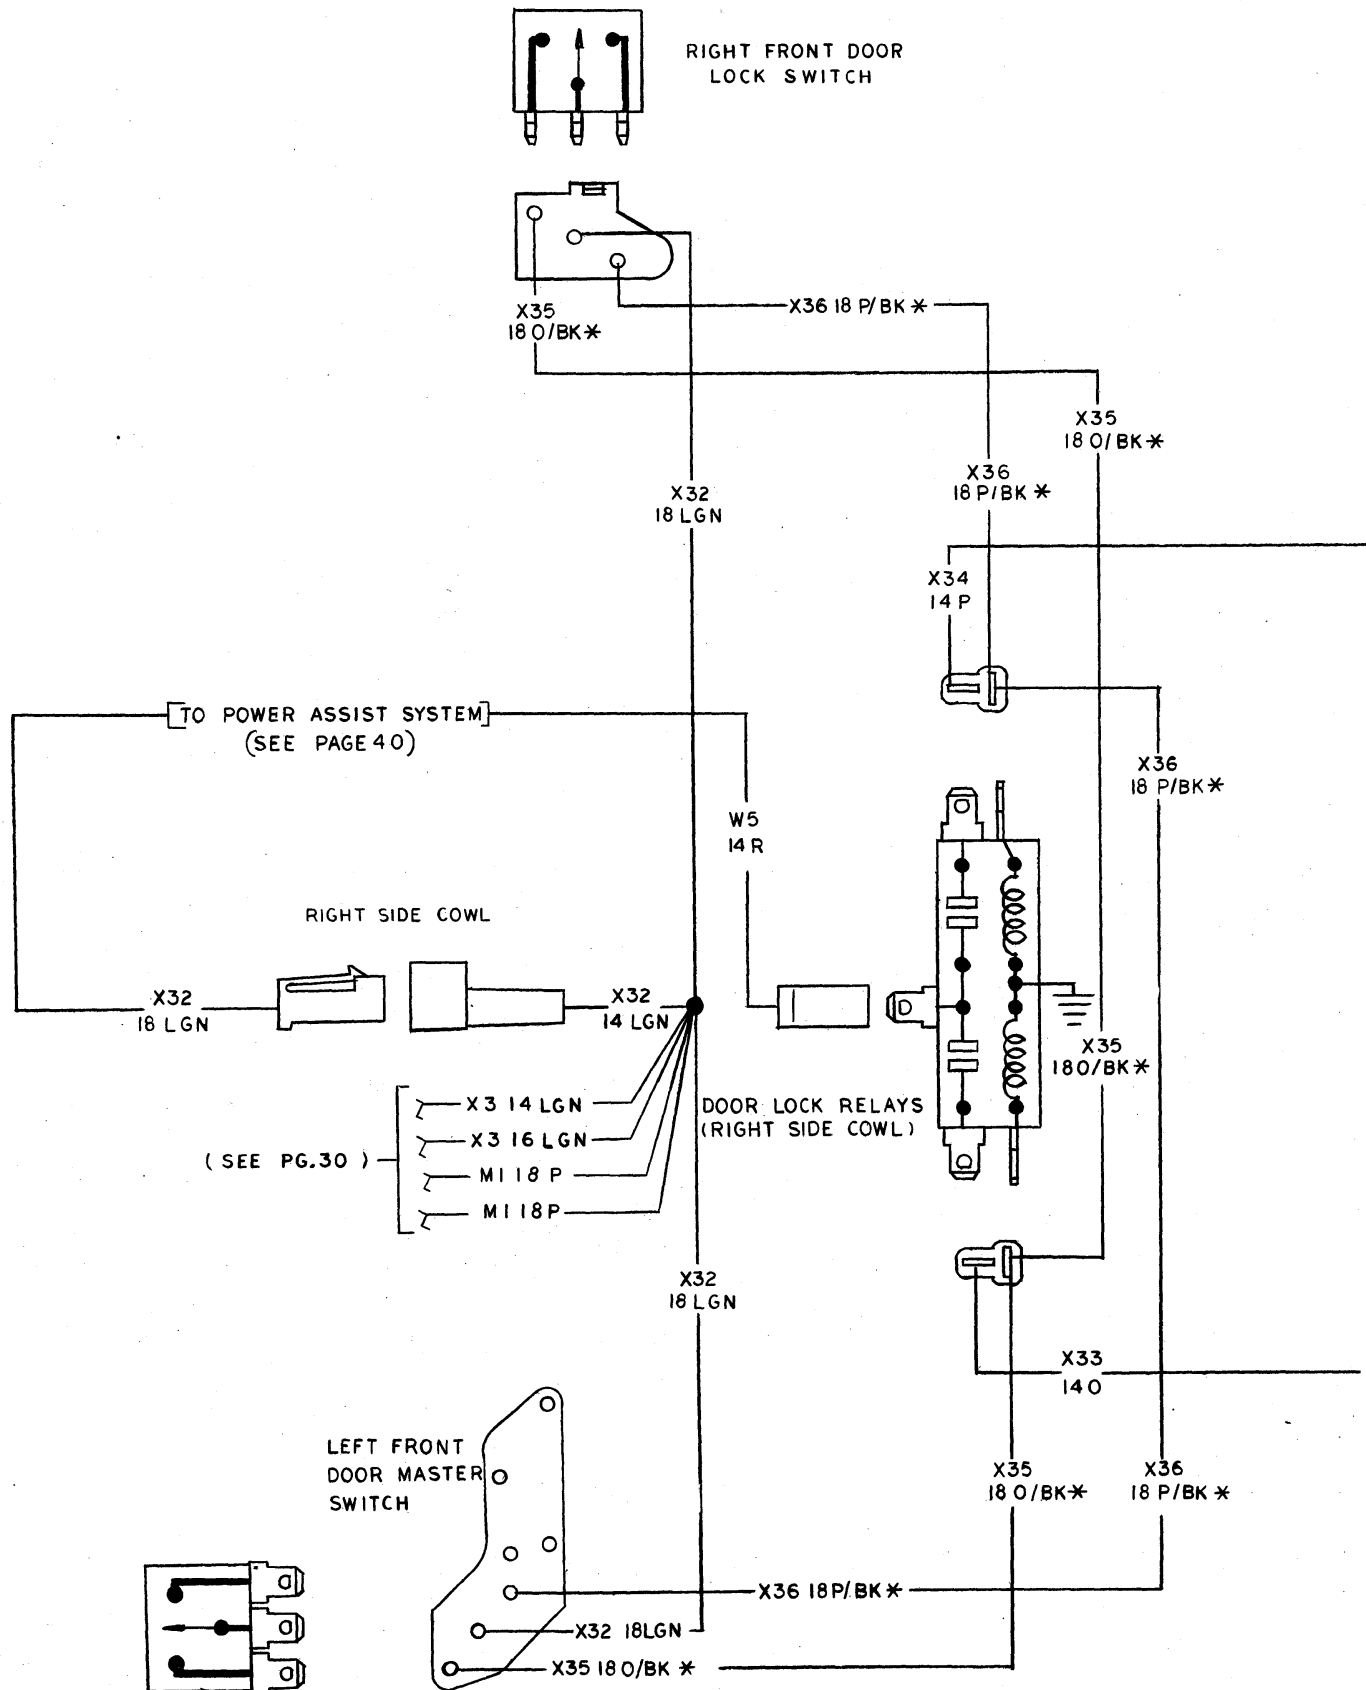 RIGHT FRONT DOOR
LOCK SWITCH
X35
18 O/BK*
X36 18 P/BK*
X35
18 O/BK*
X36
18 P/BK*
X32
18 LGN
X34
14 P
[TO POWER ASSIST SYSTEM]
(SEE PAGE 40)
X36
18 P/BK*
W5
14 R
RIGHT SIDE COWL
X32
18 LGN
X32
14 LGN
X35
18 O/BK*
X3 14 LGN
DOOR LOCK RELAYS
(RIGHT SIDE COWL)
X3 16 LGN
(SEE PG.30)
M1 18 P
M1 18 P
X32
18 LGN
X33
14 O
LEFT FRONT
DOOR MASTER
SWITCH
X35
18 O/BK*
X36
18 P/BK*
X36 18 P/BK*
X32 18 LGN
X35 18 O/BK*